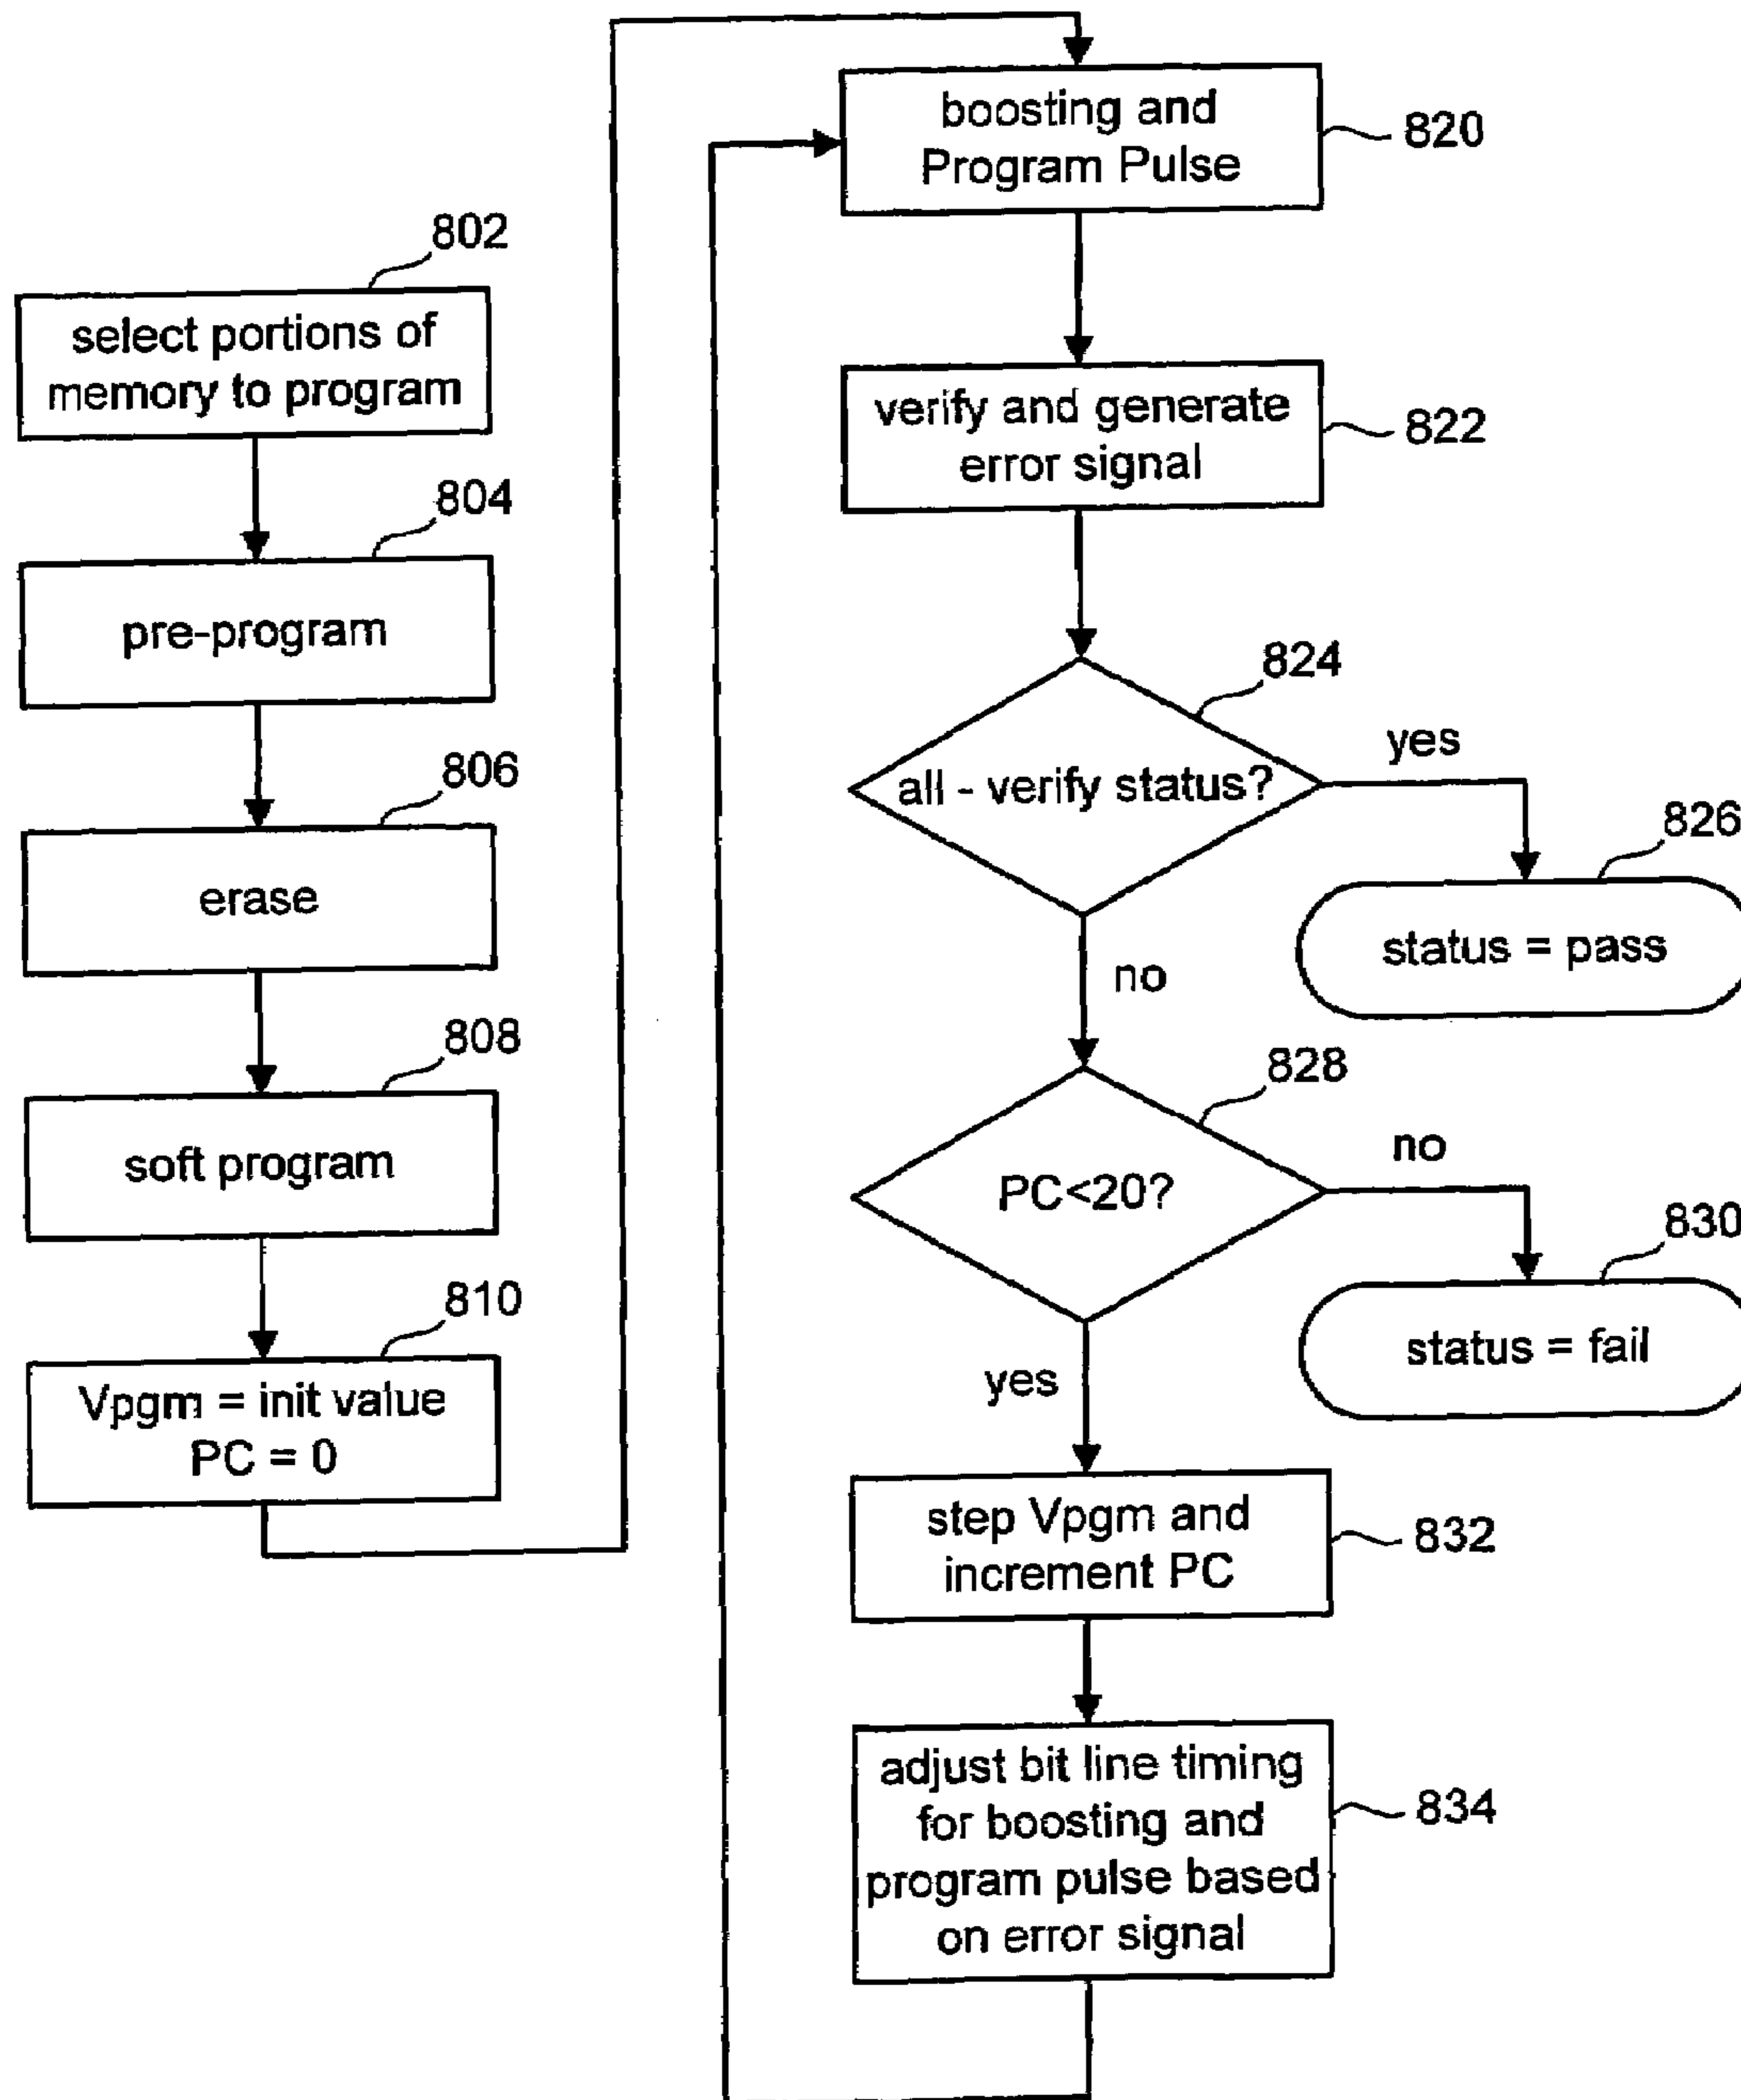 802
select portions of
memory to program
804
pre-program
806
erase
808
soft program
810
Vpgm = init value
PC = 0
boosting and
Program Pulse
820
verify and generate
error signal
822
824
all - verify status?
yes
826
status = pass
no
828
PC<20?
no
830
status = fail
yes
step Vpgm and
increment PC
832
adjust bit line timing
for boosting and
program pulse based
on error signal
834